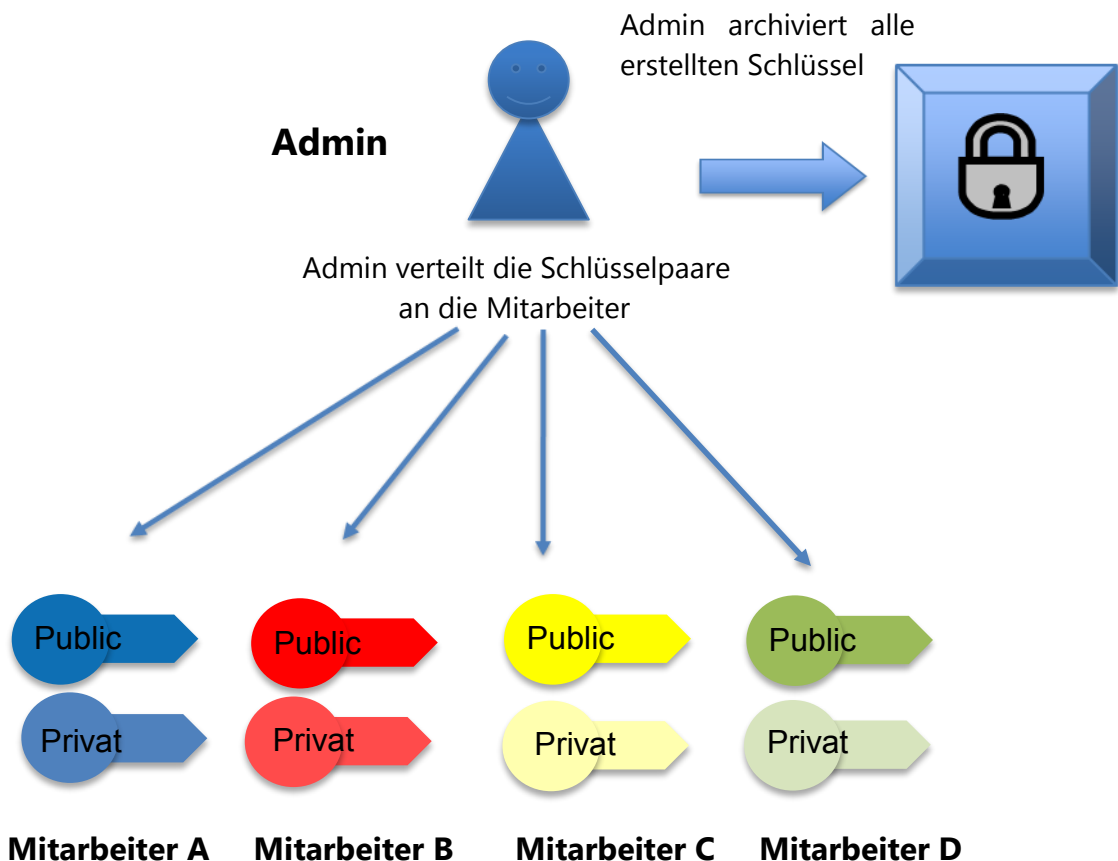 Admin archiviert alle
erstellten Schlüssel
Admin
Admin verteilt die Schlüsselpaare
an die Mitarbeiter
Public
Public
Public
Public
Privat
Privat
Privat
Privat
Mitarbeiter A
Mitarbeiter B
Mitarbeiter C
Mitarbeiter D